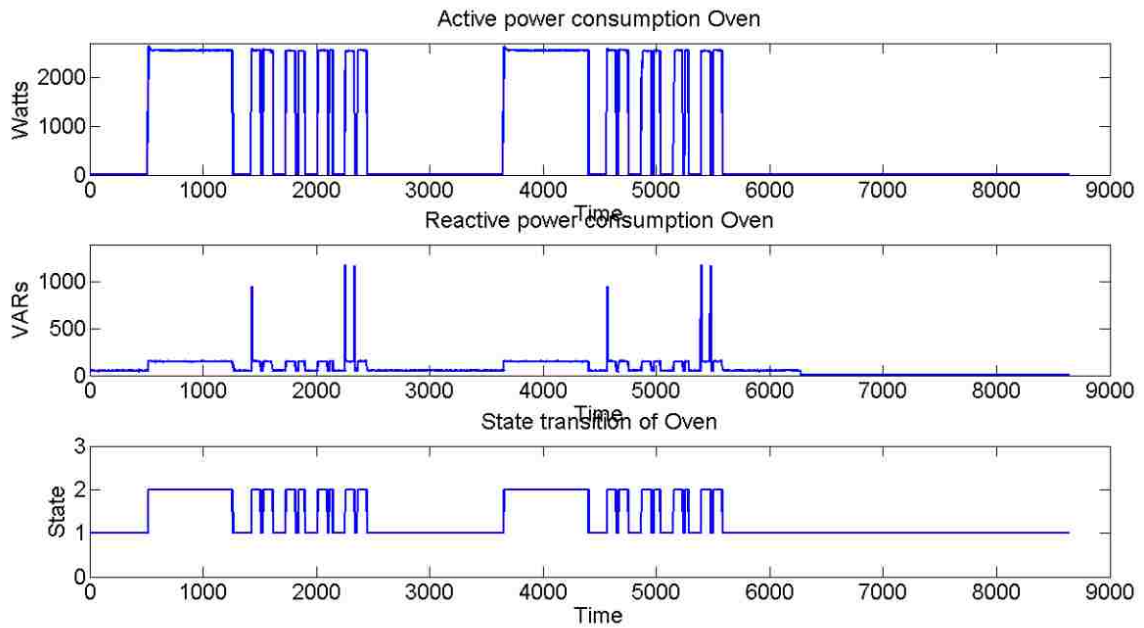 Active power consumption Oven
Watts
2000
1000
0
0 1000 2000 3000 4000 5000 6000 7000 8000 9000
Time
Reactive power consumption Oven
VARs
1000
500
0
0 1000 2000 3000 4000 5000 6000 7000 8000 9000
Time
State transition of Oven
State
3
2
1
0
0 1000 2000 3000 4000 5000 6000 7000 8000 9000
Time